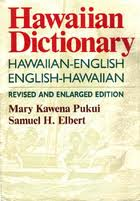 Hawaiian
Dictionary
HAWAIIAN-ENGLISH
ENGLISH-HAWAIIAN
REVISED AND ENLARGED EDITION
Mary Kawena Pukui
Samuel H. Elbert